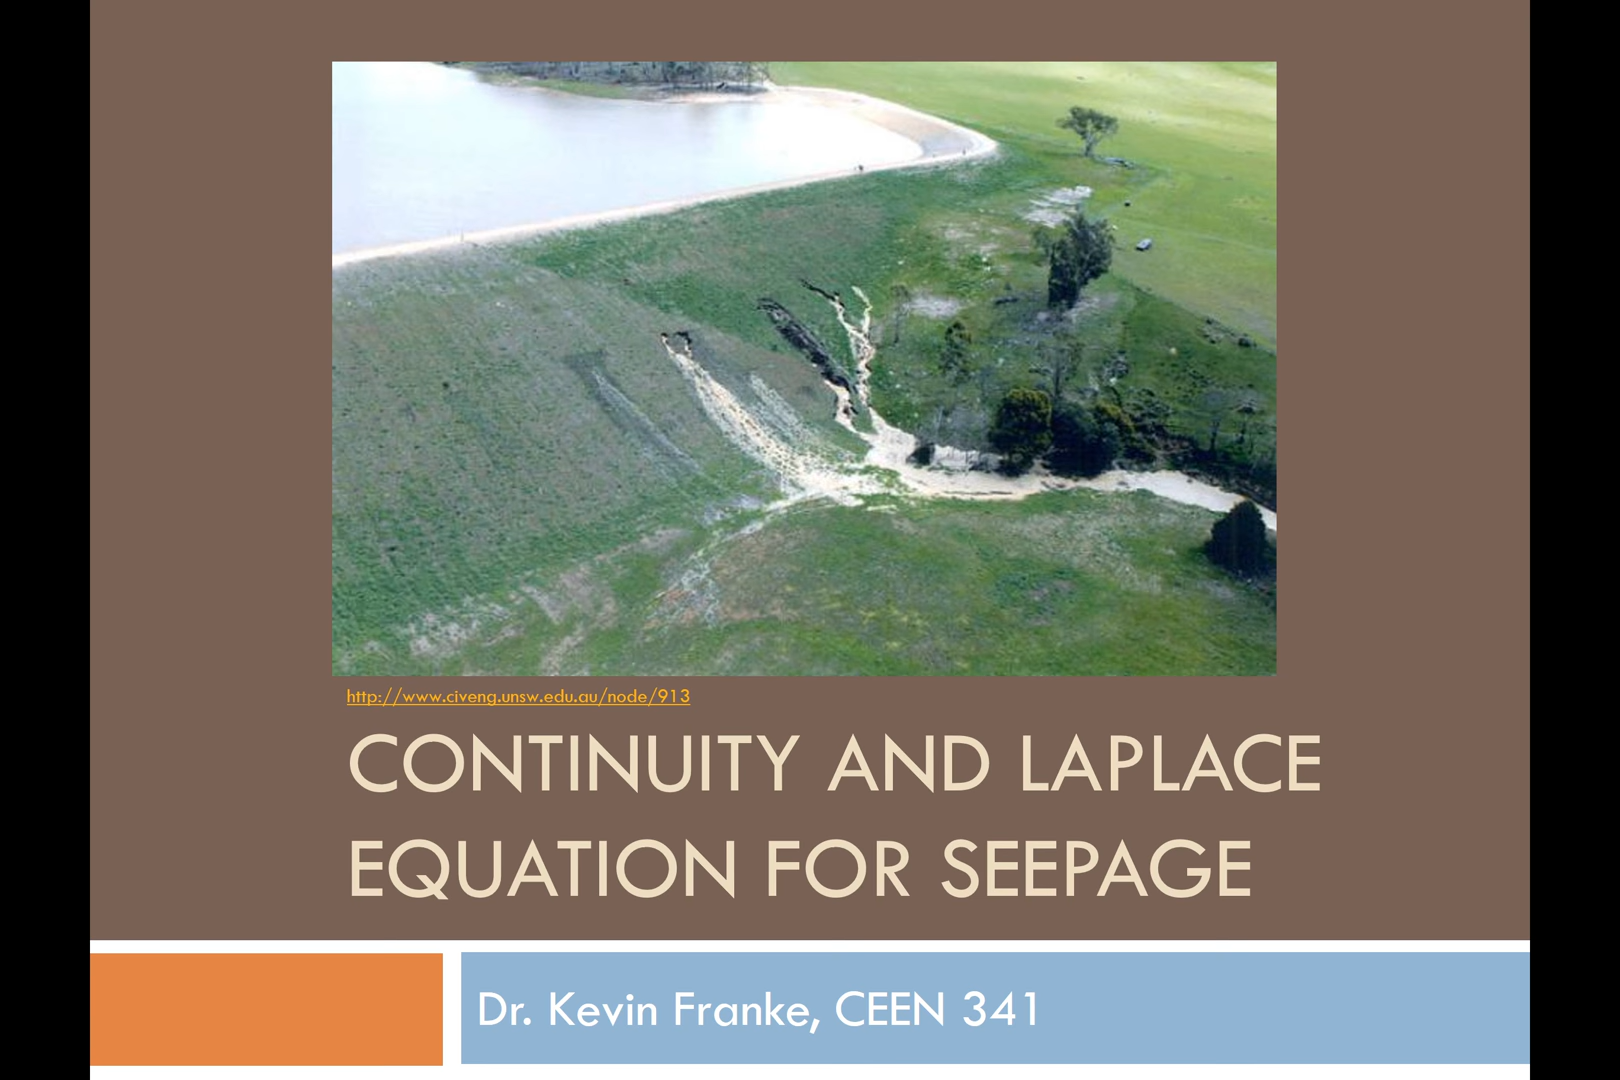 http://www.civeng.unsw.edu.au/node/913
CONTINUITY AND LAPLACE
EQUATION FOR SEEPAGE
Dr. Kevin Franke, CEEN 341